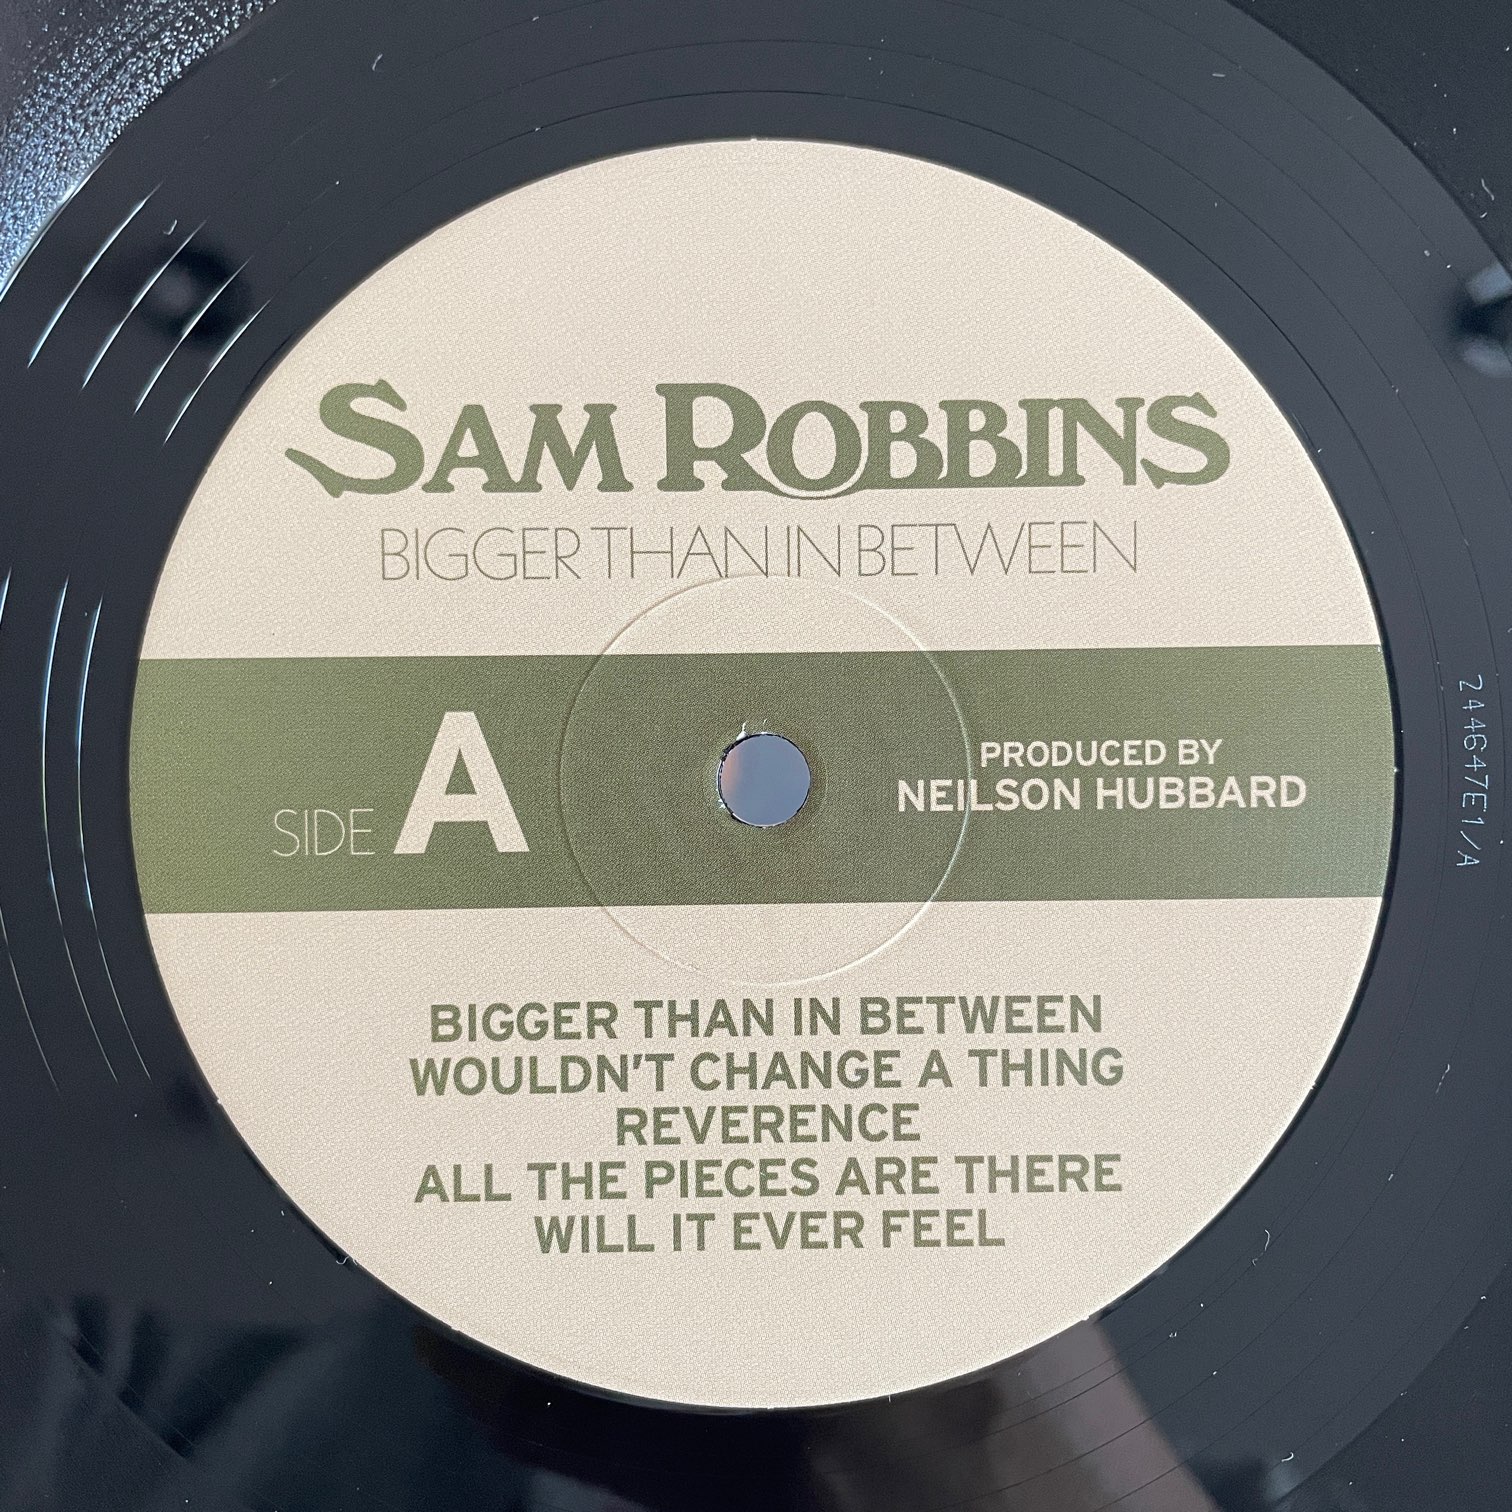 SAM ROBBINS
BIGGER THAN IN BETWEEN
SIDE A
PRODUCED BY
NEILSON HUBBARD
BIGGER THAN IN BETWEEN
WOULDN'T CHANGE A THING
REVERENCE
ALL THE PIECES ARE THERE
WILL IT EVER FEEL
244647E1/A